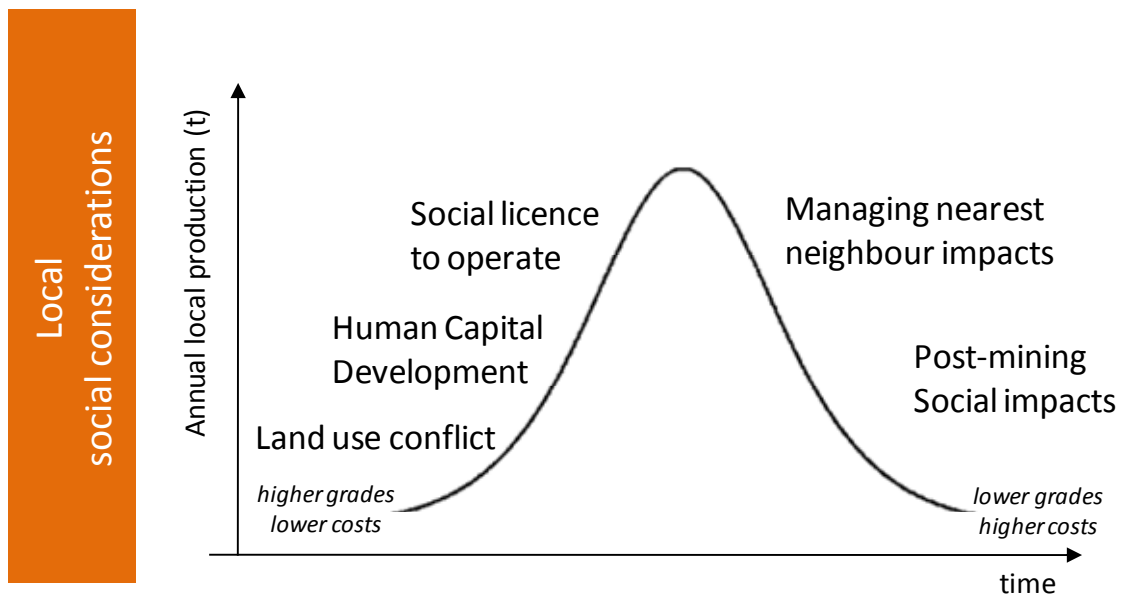 Local
social considerations
Annual local production (t)
Social licence
to operate
Managing nearest
neighbour impacts
Human Capital
Development
Post-mining
Social impacts
Land use conflict
higher grades
lower costs
lower grades
higher costs
time